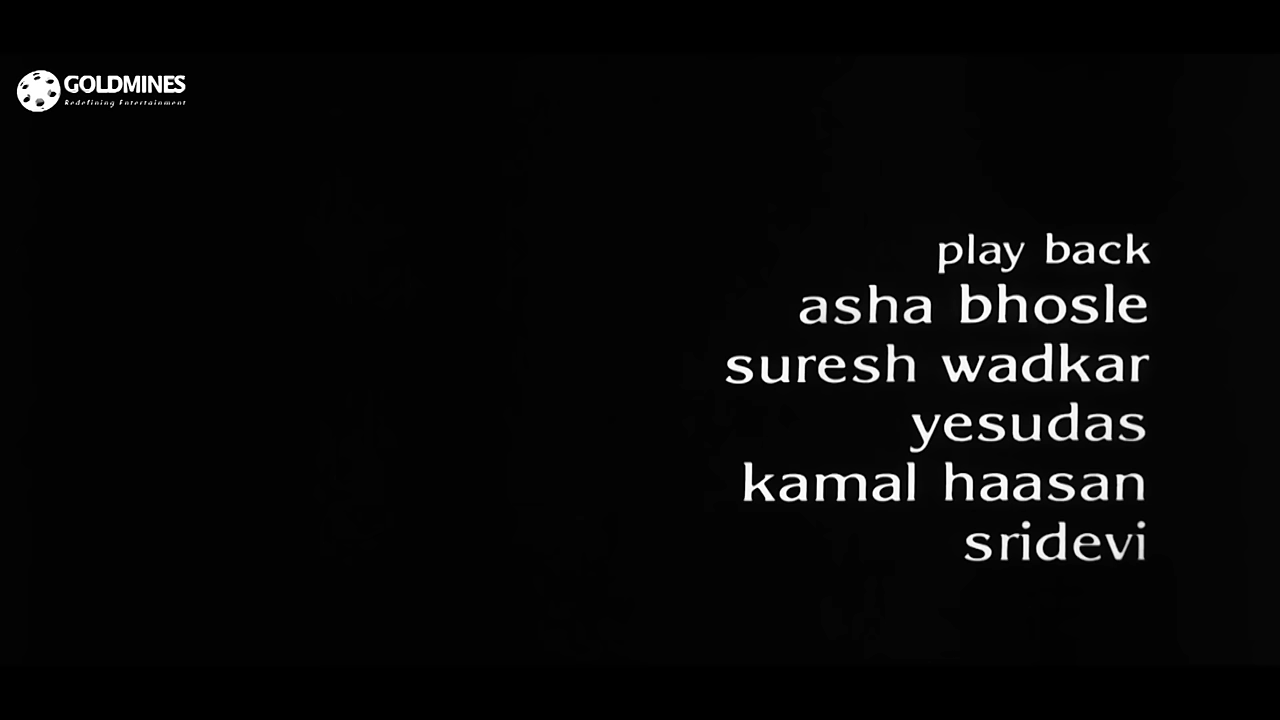 GOLDMINES
Redefining Entertainment
play back
asha bhosle
suresh wadkar
yesudas
kamal haasan
sridevi